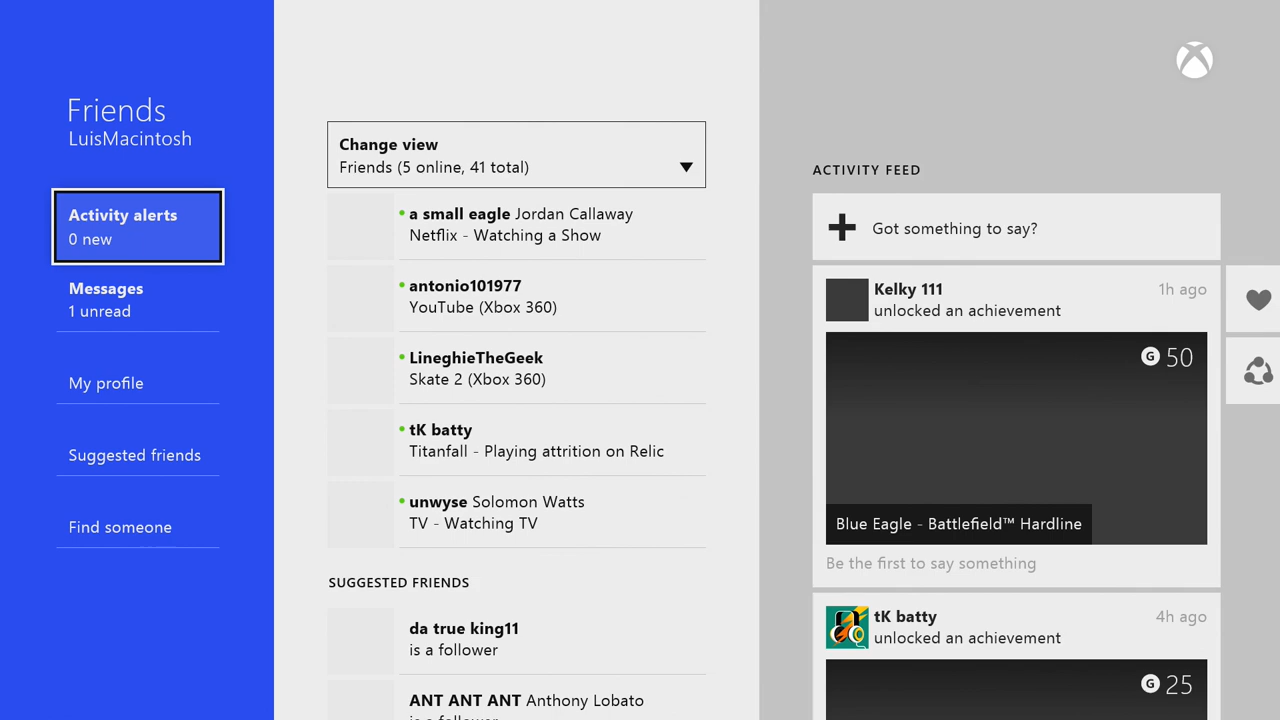 Friends
LuisMacintosh
Activity alerts
0 new
Messages
1 unread
My profile
Suggested friends
Find someone
Change view
Friends (5 online, 41 total)
a small eagle Jordan Callaway
Netflix - Watching a Show
antonio101977
YouTube (Xbox 360)
LineghieTheGeek
Skate 2 (Xbox 360)
tK batty
Titanfall - Playing attrition on Relic
unwyse Solomon Watts
TV - Watching TV
SUGGESTED FRIENDS
da true king11
is a follower
ANT ANT ANT Anthony Lobato
is a follower
ACTIVITY FEED
Got something to say?
Kelky 111 1h ago
unlocked an achievement
G 50
Blue Eagle - Battlefield™ Hardline
Be the first to say something
tK batty 4h ago
unlocked an achievement
G 25